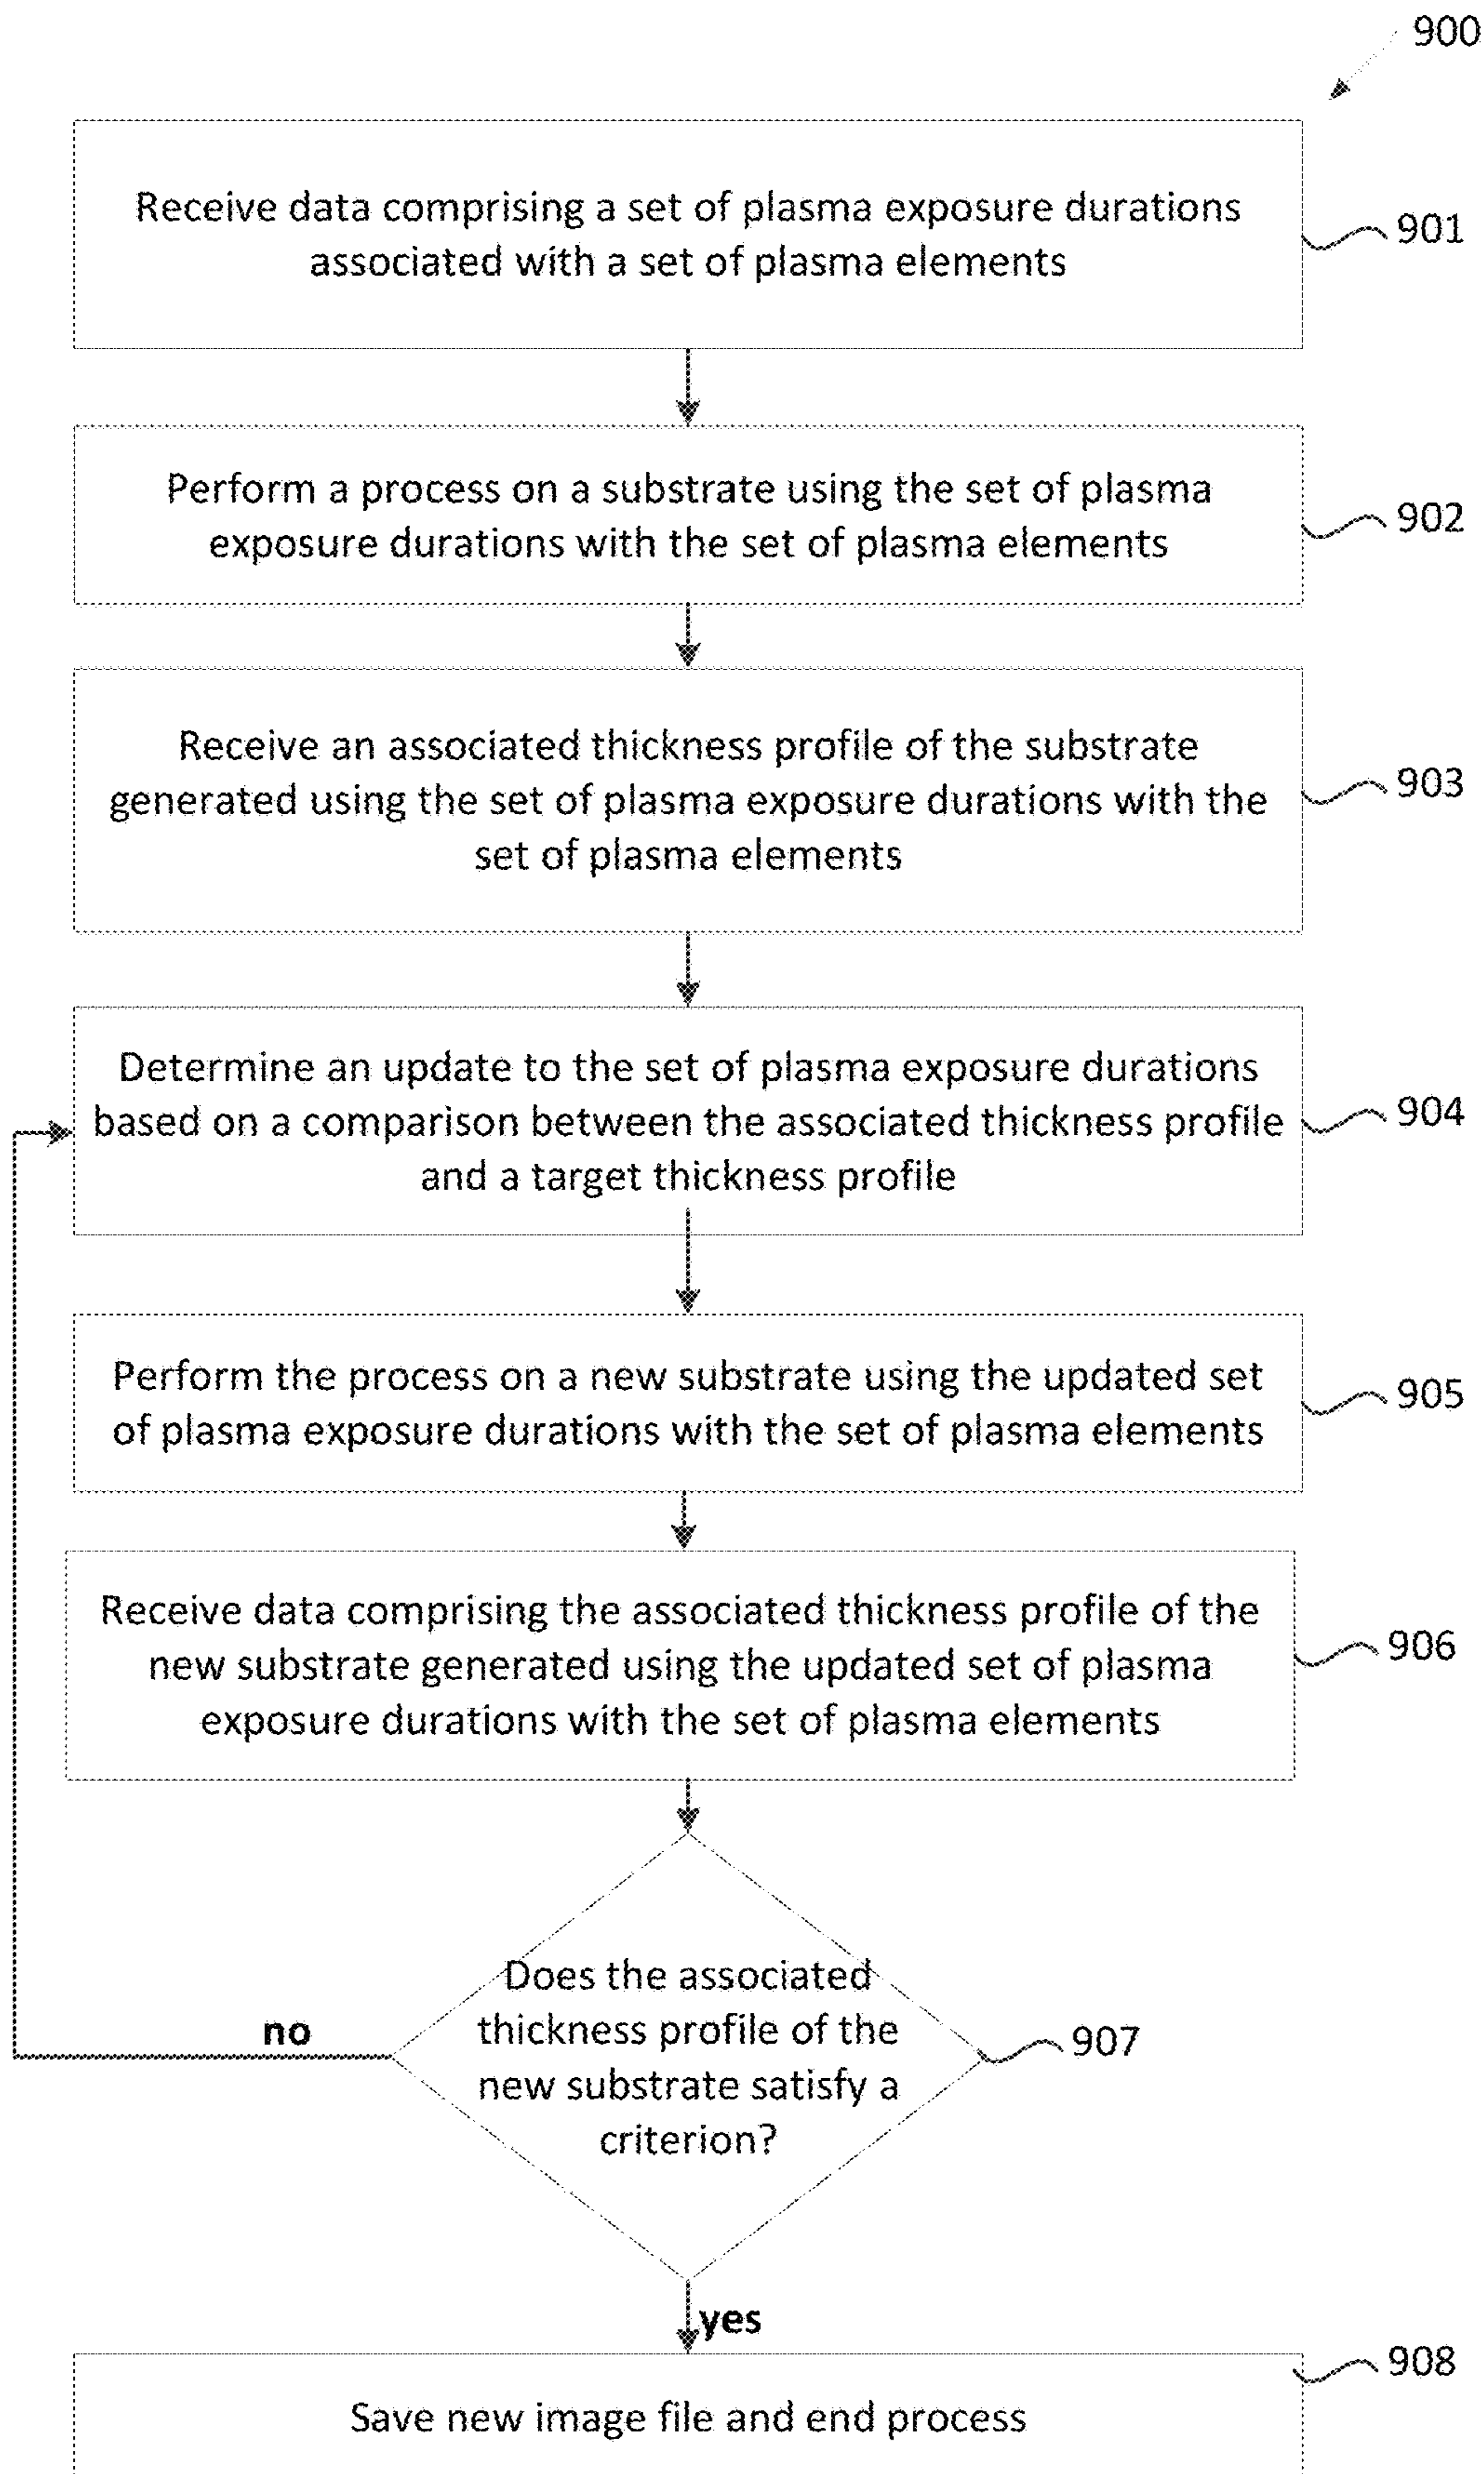 900
Receive data comprising a set of plasma exposure durations
associated with a set of plasma elements
901
Perform a process on a substrate using the set of plasma
exposure durations with the set of plasma elements
902
Receive an associated thickness profile of the substrate
generated using the set of plasma exposure durations with the
set of plasma elements
903
Determine an update to the set of plasma exposure durations
based on a comparison between the associated thickness profile
and a target thickness profile
904
Perform the process on a new substrate using the updated set
of plasma exposure durations with the set of plasma elements
905
Receive data comprising the associated thickness profile of the
new substrate generated using the updated set of plasma
exposure durations with the set of plasma elements
906
Does the associated
thickness profile of the
new substrate satisfy a
criterion?
907
no
yes
Save new image file and end process
908